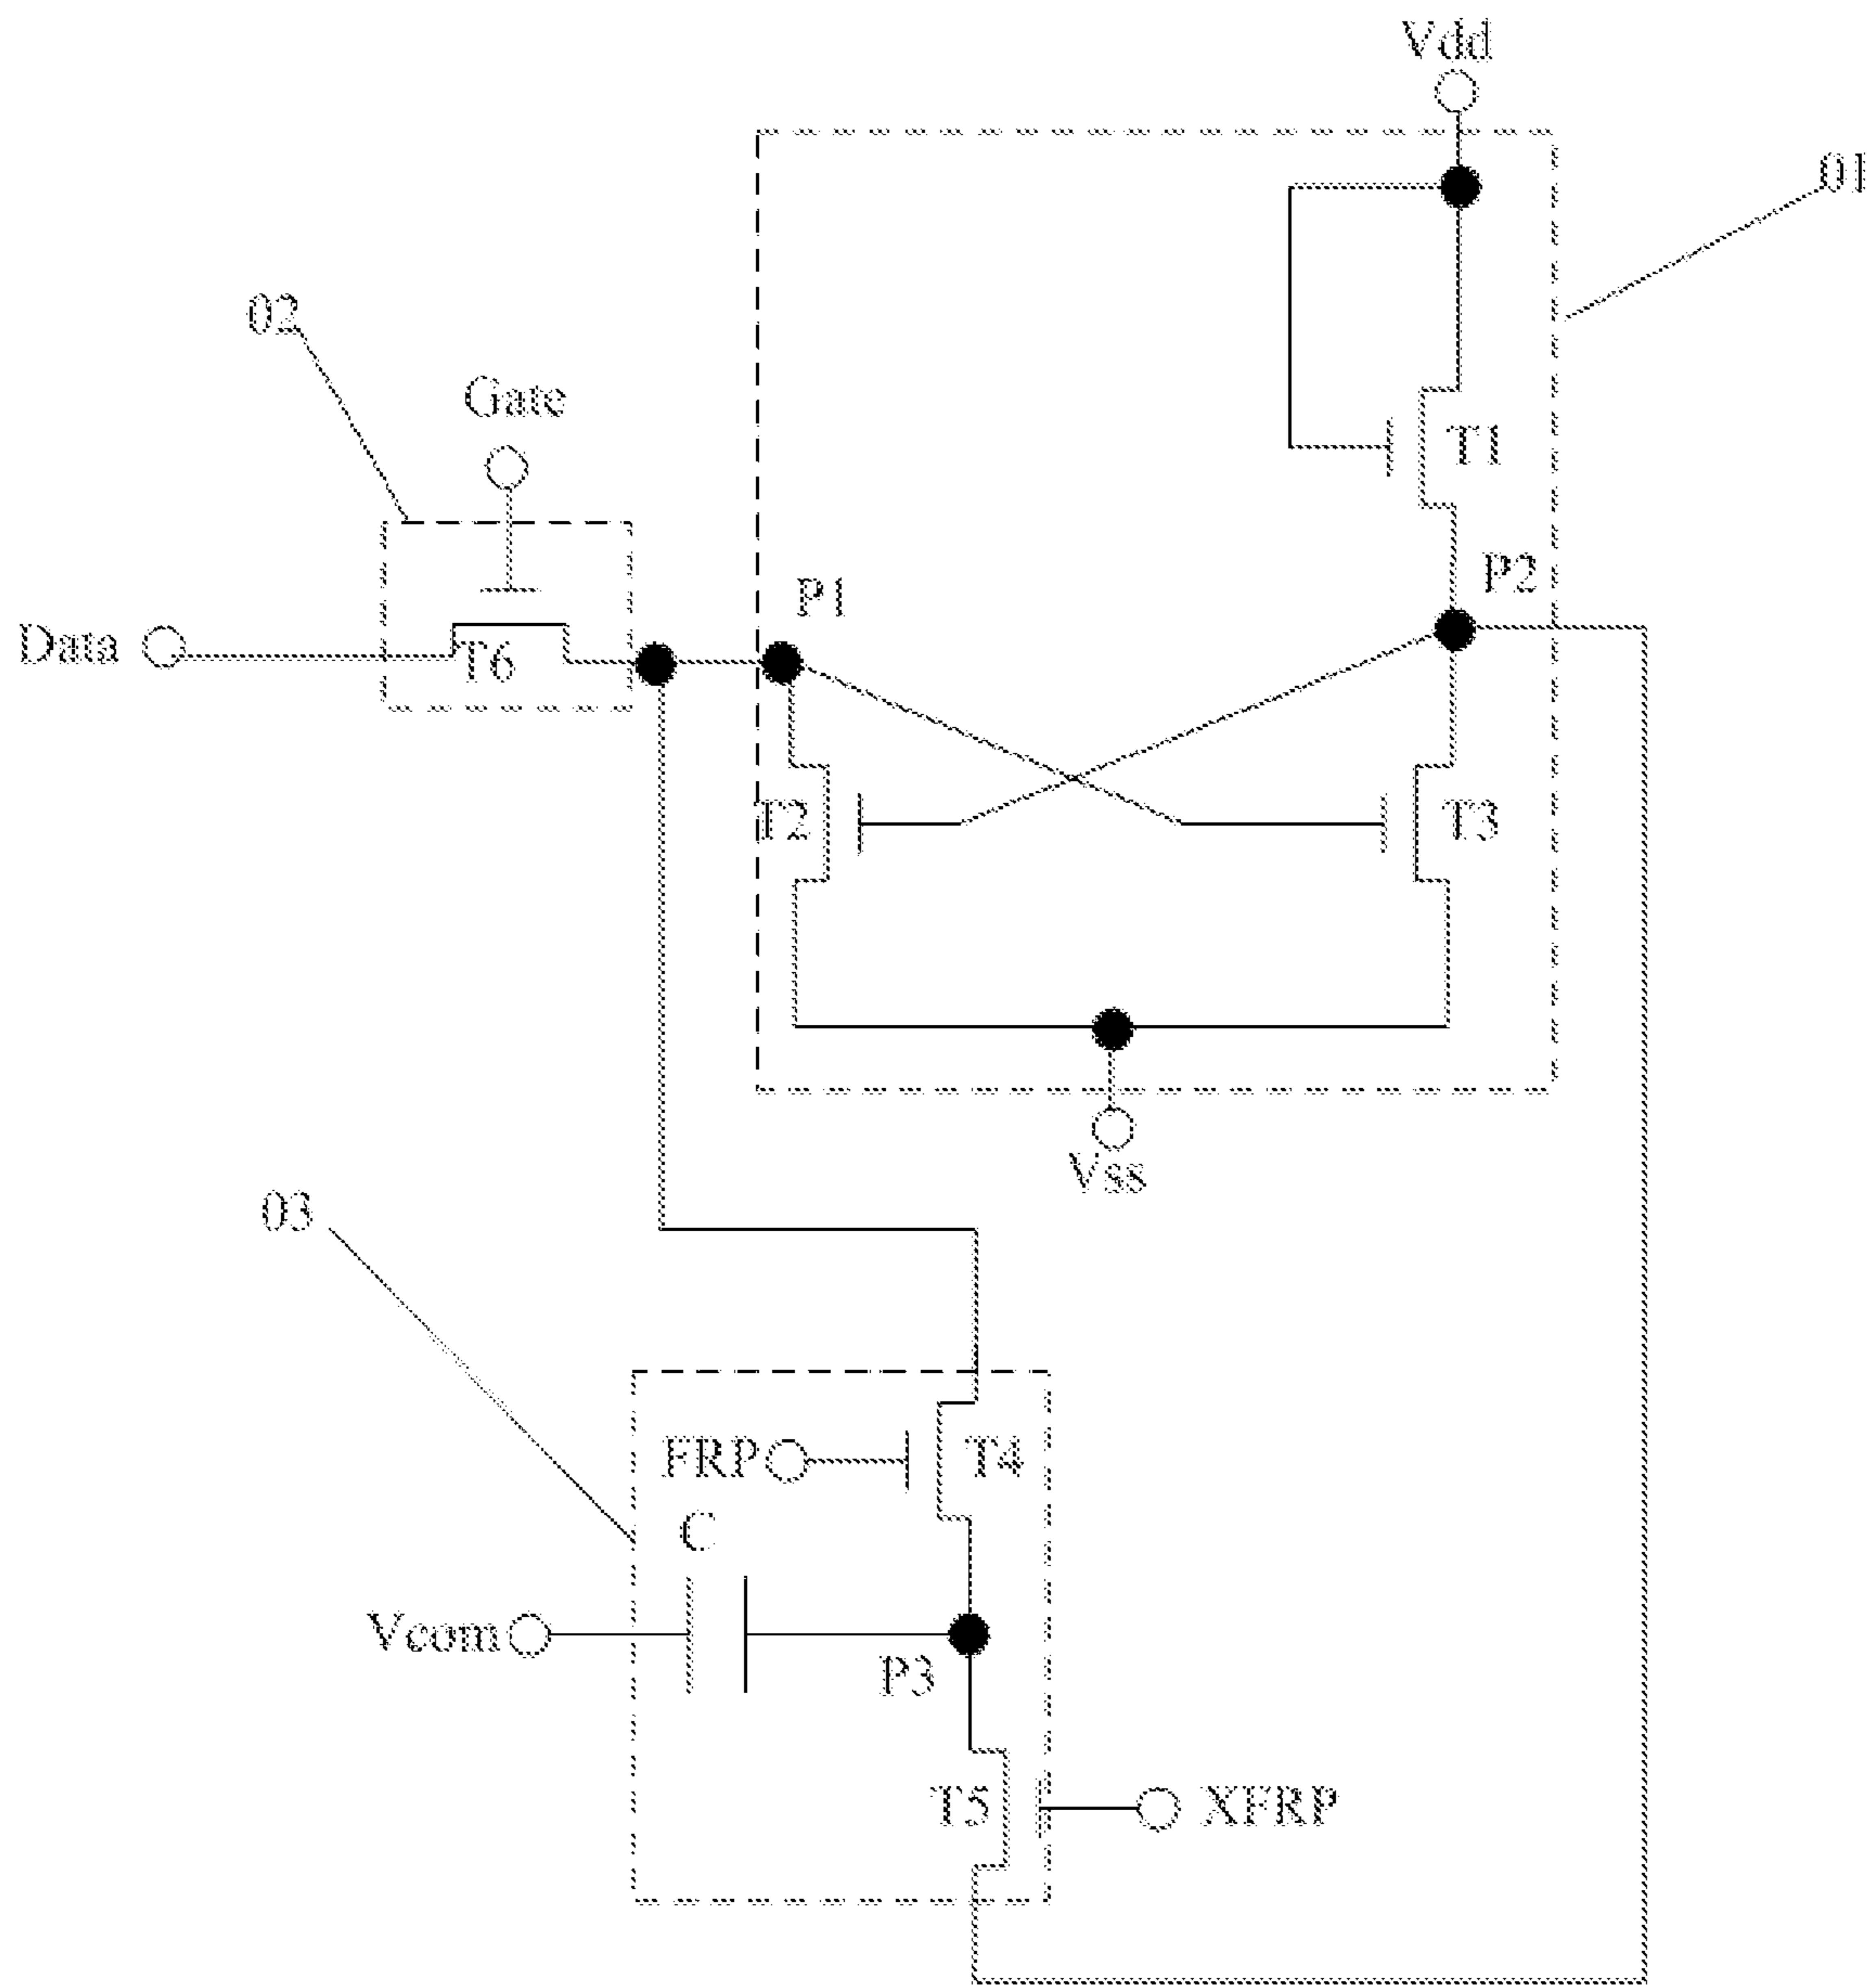 Vdd
01
02
Gate
T1
P2
P1
Data
T6
T2
T3
Vss
03
FRP
T4
C
Vcom
P3
T5
XFRP